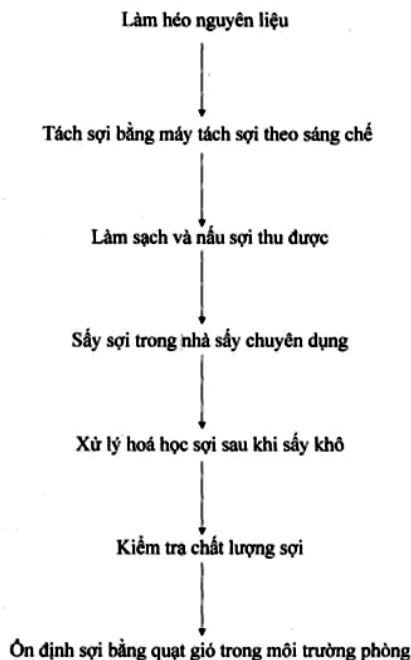 Làm héo nguyên liệu
Tách sợi bằng máy tách sợi theo sáng chế
Làm sạch và nấu sợi thu được
Sấy sợi trong nhà sấy chuyên dụng
Xử lý hoá học sợi sau khi sấy khô
Kiểm tra chất lượng sợi
Ổn định sợi bằng quạt gió trong môi trường phòng